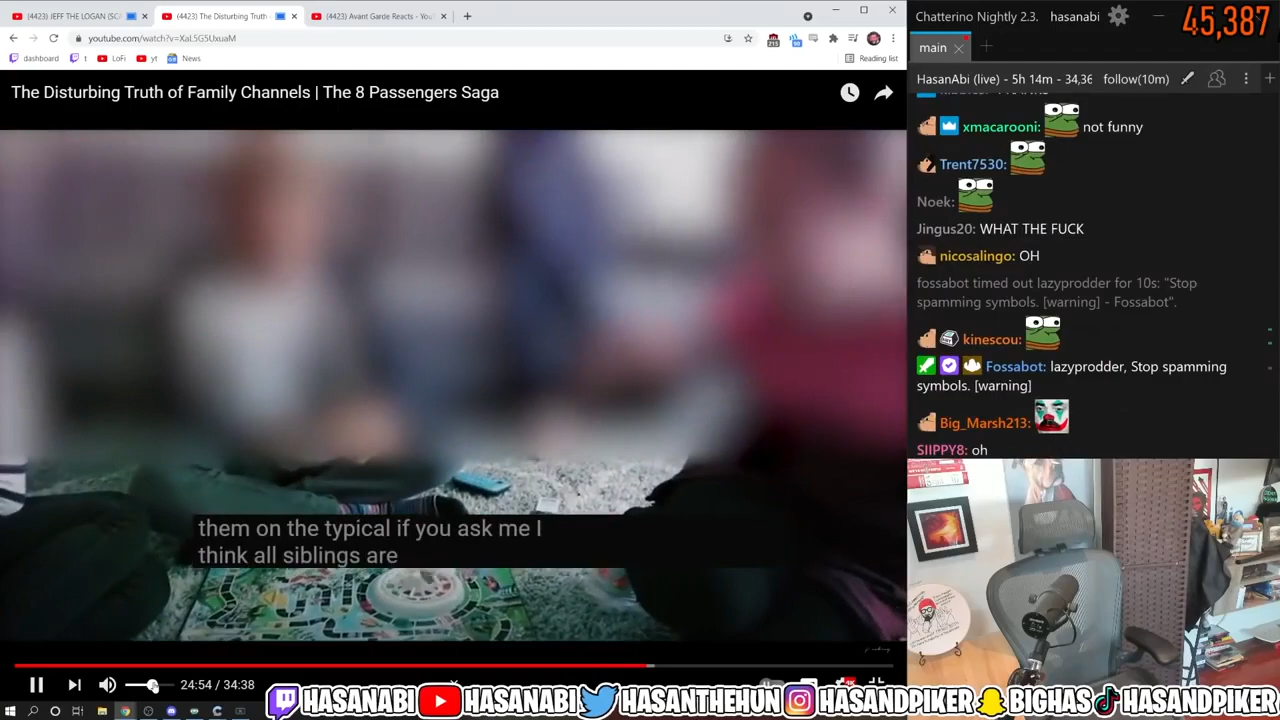 (4423) JEFF THE LOGAN (SC
(4423) The Disturbing Truth
(4423) Avant Garde Reacts - You
youtube.com/watch?v=XaL5G5UxuaM
dashboard
t
LoFi
yt
News
Reading list
The Disturbing Truth of Family Channels | The 8 Passengers Saga
them on the typical if you ask me I
think all siblings are
24:54 / 34:38
Chatterino Nightly 2.3.
hasanabi
45,387
main
HasanAbi (live) - 5h 14m - 34,36
follow(10m)
xmacarooni: not funny
Trent7530:
Noek:
Jingus20: WHAT THE FUCK
nicosalingo: OH
fossabot timed out lazyprodder for 10s: "Stop
spamming symbols. [warning] - Fossabot".
kinescou:
Fossabot: lazyprodder, Stop spamming
symbols. [warning]
Big_Marsh213:
SIIPPY8: oh
HASANABI
HASANABI
HASANTHEHUN
HASANDPIKER
BIGHAS
HASANDPIKER